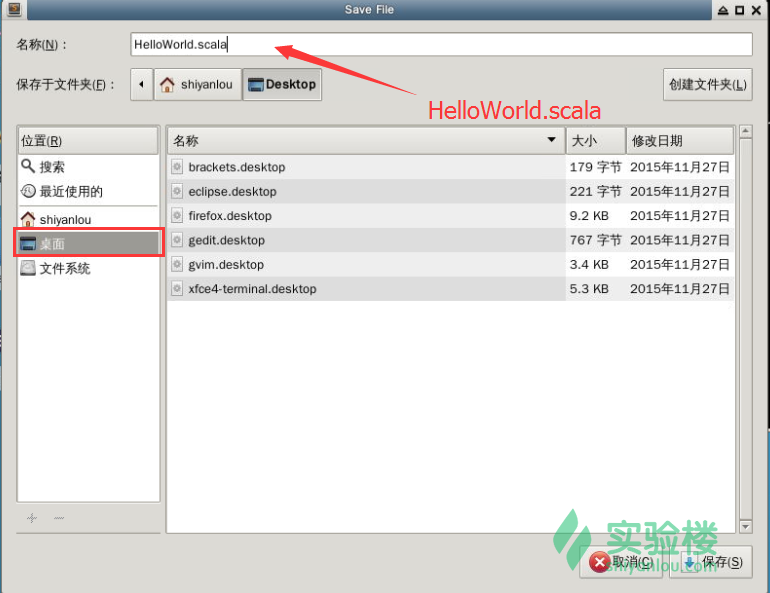 Save File
名称(N)： HelloWorld.scala
保存于文件夹(F)： shiyanlou Desktop 创建文件夹(L)
HelloWorld.scala
位置(R)
搜索
最近使用的
shiyanlou
桌面
文件系统
名称 大小 修改日期
brackets.desktop 179 字节 2015年11月27日
eclipse.desktop 221 字节 2015年11月27日
firefox.desktop 9.2 KB 2015年11月27日
gedit.desktop 767 字节 2015年11月27日
gvim.desktop 3.4 KB 2015年11月27日
xfce4-terminal.desktop 5.3 KB 2015年11月27日
实验楼
shiyanlou.com
取消(C) 保存(S)